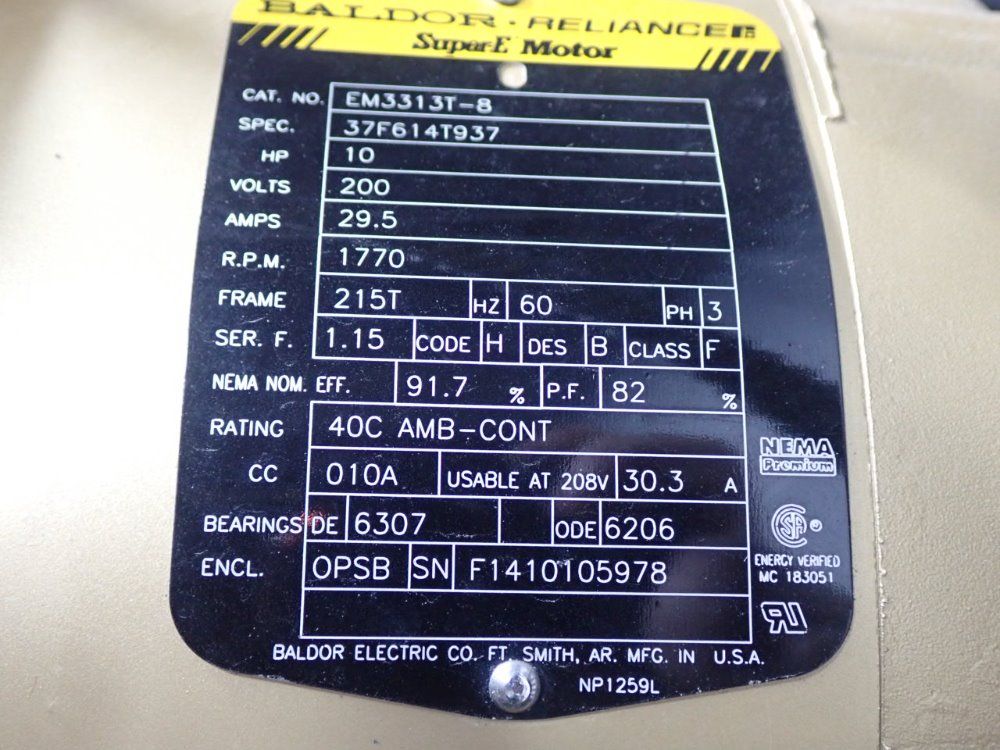 BALDOR · RELIANCER
Super-E Motor
CAT. NO. EM3313T-8
SPEC. 37F614T937
HP 10
VOLTS 200
AMPS 29.5
R.P.M. 1770
FRAME 215T HZ 60 PH 3
SER. F. 1.15 CODE H DES B CLASS F
NEMA NOM. EFF. 91.7 % P.F. 82 %
RATING 40C AMB-CONT
CC 010A USABLE AT 208V 30.3 A
BEARINGS DE 6307 ODE 6206
ENCL. OPSB SN F1410105978
NEMA
Premium
ENERGY VERIFIED
MC 183051
BALDOR ELECTRIC CO. FT. SMITH, AR. MFG. IN U.S.A.
NP1259L